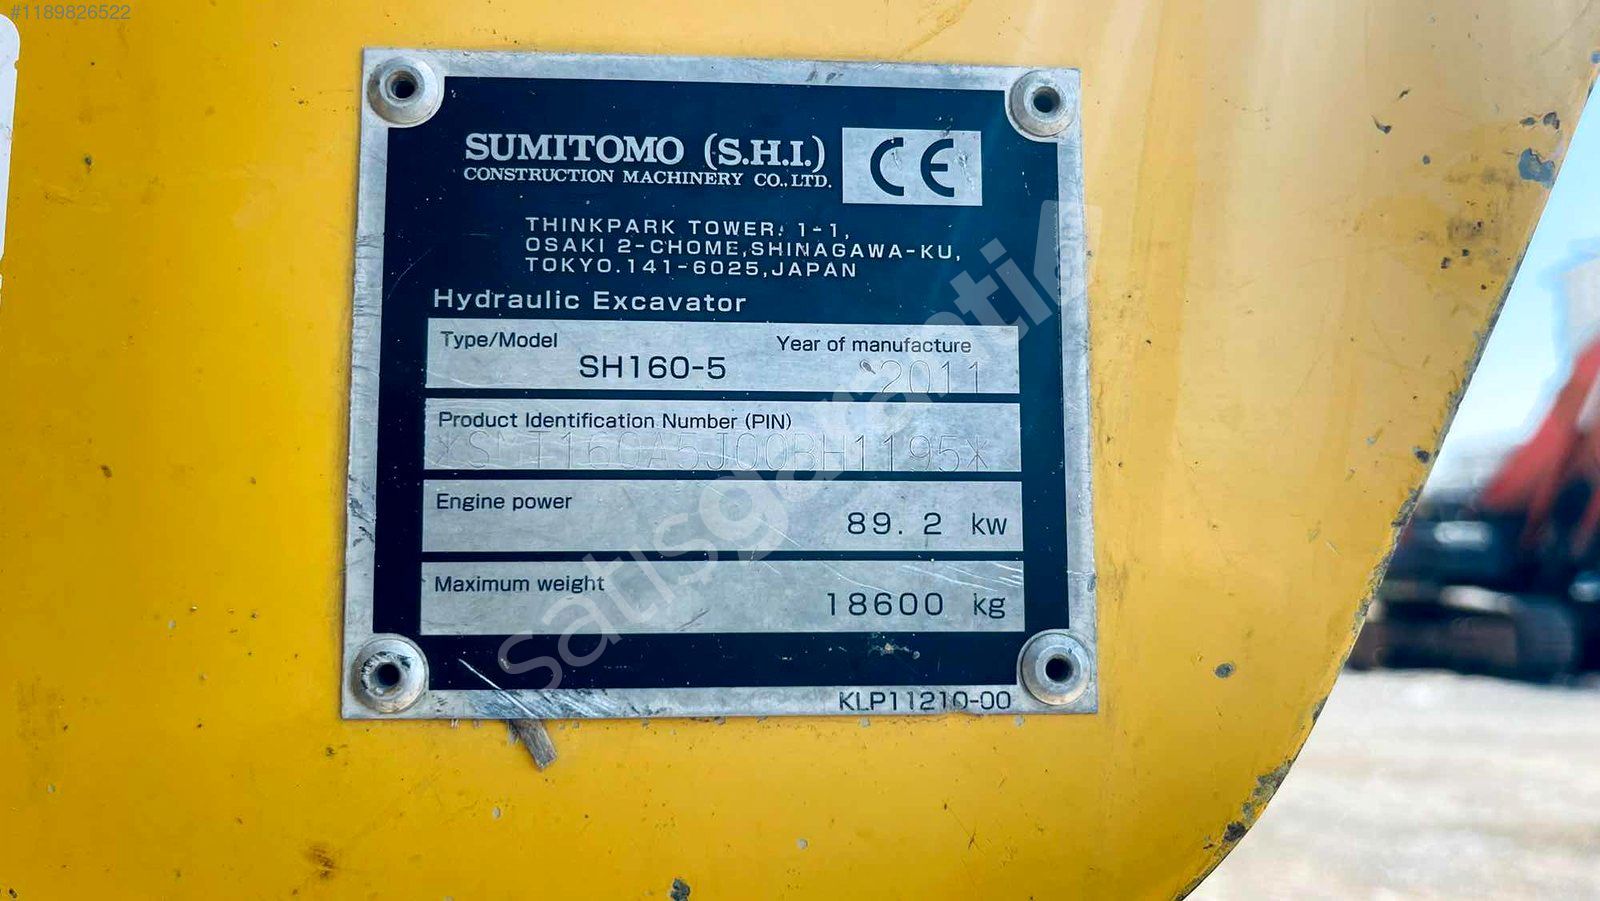 #1189826522
SUMITOMO (S.H.I.)
CONSTRUCTION MACHINERY CO., LTD.
CE
THINKPARK TOWER. 1-1,
OSAKI 2-CHOME,SHINAGAWA-KU,
TOKYO.141-6025,JAPAN
Hydraulic Excavator
Type/Model
SH160-5
Year of manufacture
2011
Product Identification Number (PIN)
*SMT160A5J00BH1195*
Engine power
89. 2 kw
Maximum weight
18600 kg
KLP11210-00
satışgaranti